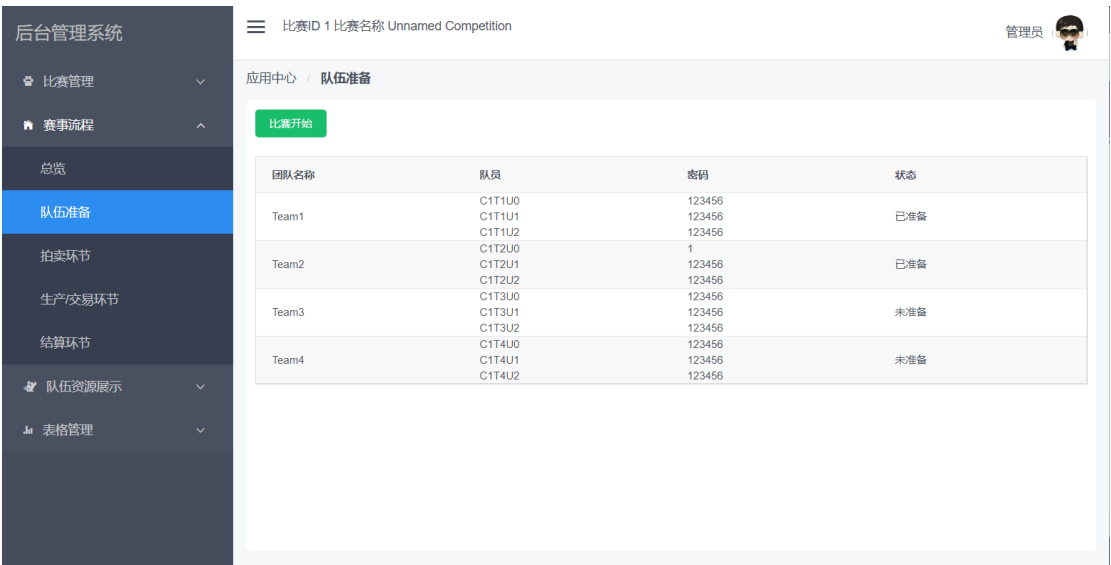 后台管理系统
比赛管理
赛事流程
总览
队伍准备
拍卖环节
生产/交易环节
结算环节
队伍资源展示
表格管理
比赛ID 1 比赛名称 Unnamed Competition
管理员
应用中心 / 队伍准备
比赛开始
团队名称 队员 密码 状态
C1T1U0 123456
Team1 C1T1U1 123456 已准备
C1T1U2 123456
C1T2U0 1
Team2 C1T2U1 123456 已准备
C1T2U2 123456
C1T3U0 123456
Team3 C1T3U1 123456 未准备
C1T3U2 123456
C1T4U0 123456
Team4 C1T4U1 123456 未准备
C1T4U2 123456